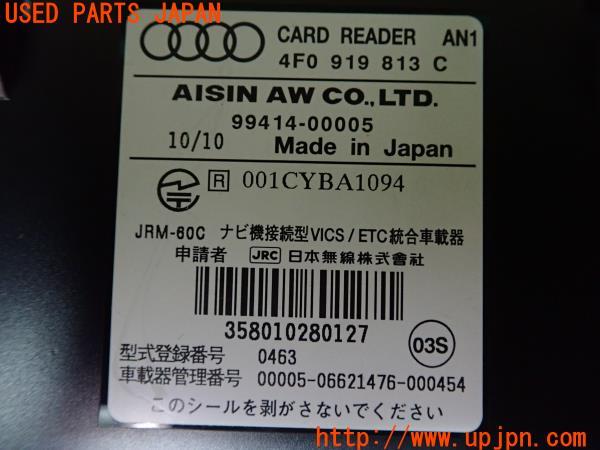 USED PARTS JAPAN
CARD READER AN1
4F0 919 813 C
AISIN AW CO.,LTD.
99414-00005
10/10 Made in Japan
R 001CYBA1094
JRM-60C ナビ機接続型VICS/ETC統合車載器
申請者 JRC 日本無線株式會社
358010280127
03S
型式登録番号 0463
車載器管理番号 00005-06621476-000454
このシールを剥がさないでください
UPJ http://www.upjpn.com/